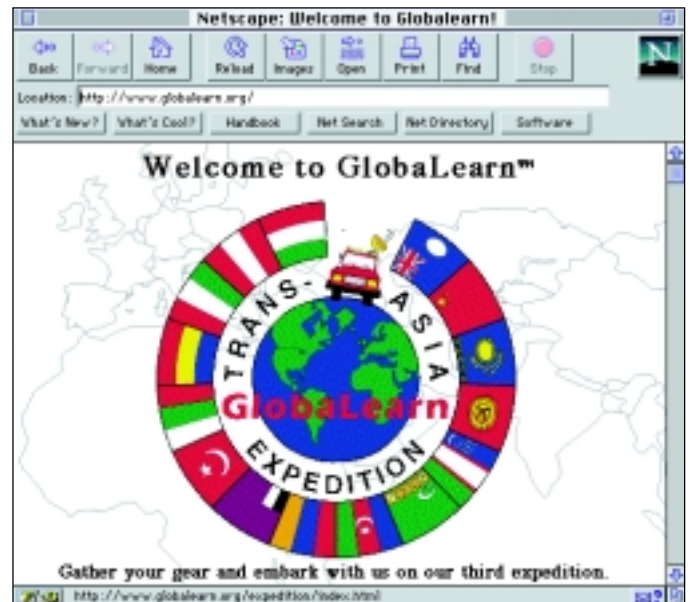 Netscape: Welcome to Globalearn!
Back Forward Home Reload Images Open Print Find Stop
N
Location: http://www.globalearn.org/
What's New? What's Cool? Handbook Net Search Net Directory Software
Welcome to GlobaLearn™
TRANS-ASIA
GlobaLearn
EXPEDITION
Gather your gear and embark with us on our third expedition.
http://www.globalearn.org/expedition/index.html